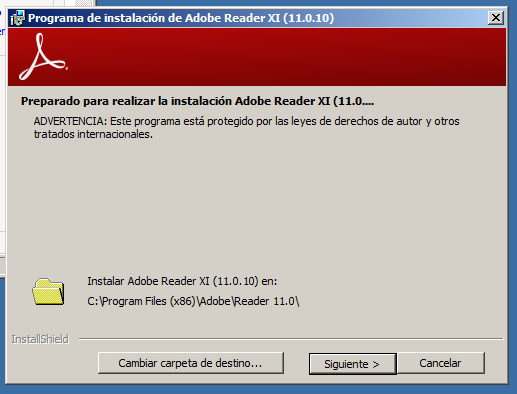 Programa de instalación de Adobe Reader XI (11.0.10)
Preparado para realizar la instalación Adobe Reader XI (11.0....
ADVERTENCIA: Este programa está protegido por las leyes de derechos de autor y otros
tratados internacionales.
Instalar Adobe Reader XI (11.0.10) en:
C:\Program Files (x86)\Adobe\Reader 11.0\
InstallShield
Cambiar carpeta de destino...
Siguiente >
Cancelar